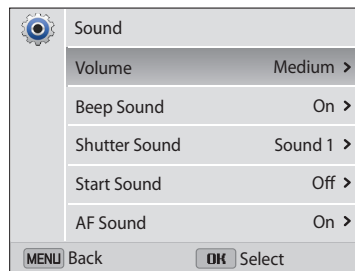 Sound
Volume Medium >
Beep Sound On >
Shutter Sound Sound 1 >
Start Sound Off >
AF Sound On >
MENU Back OK Select